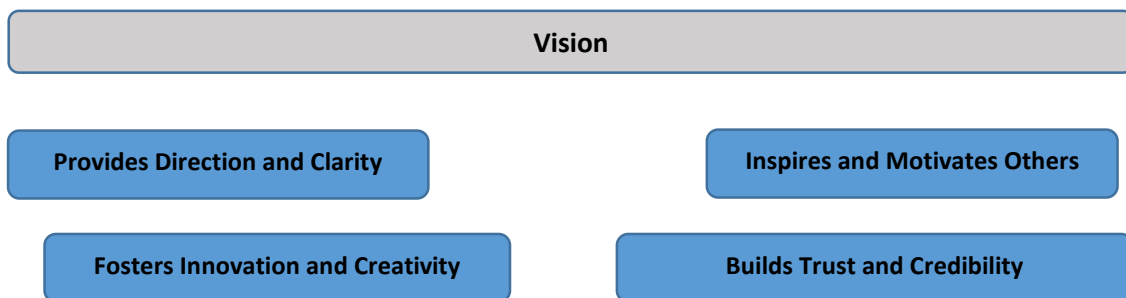 Vision
Provides Direction and Clarity
Inspires and Motivates Others
Fosters Innovation and Creativity
Builds Trust and Credibility